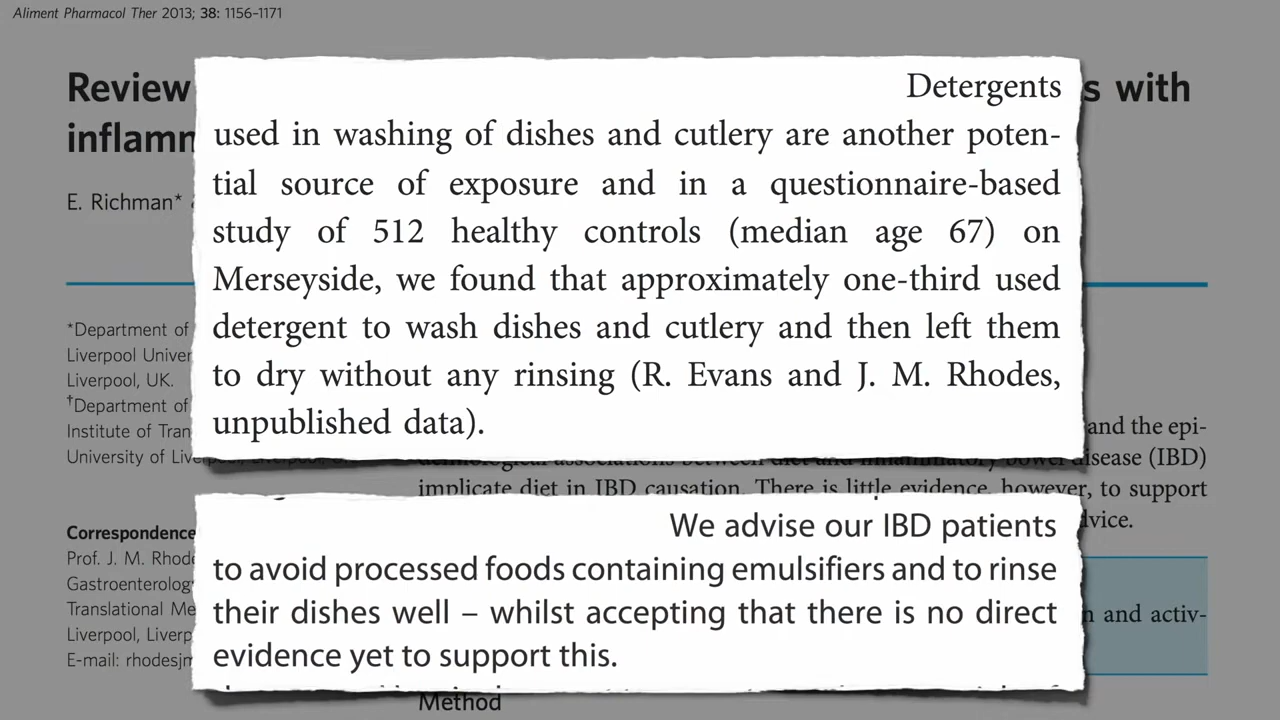 Aliment Pharmacol Ther 2013; 38: 1156–1171
Review
s with
inflamm
E. Richman*
Detergents
used in washing of dishes and cutlery are another poten-
tial source of exposure and in a questionnaire-based
study of 512 healthy controls (median age 67) on
Merseyside, we found that approximately one-third used
detergent to wash dishes and cutlery and then left them
to dry without any rinsing (R. Evans and J. M. Rhodes,
unpublished data).
*Department of
Liverpool Univer
Liverpool, UK.
†Department of
Institute of Tran
University of Liv
and the epi-
disease (IBD)
implicate diet in IBD causation. There is little evidence, however, to support
dvice.
We advise our IBD patients
to avoid processed foods containing emulsifiers and to rinse
their dishes well – whilst accepting that there is no direct
evidence yet to support this.
Correspondence
Prof. J. M. Rhode
Gastroenterology
Translational Me
Liverpool, Liverp
E-mail: rhodesjm
n and activ-
Method